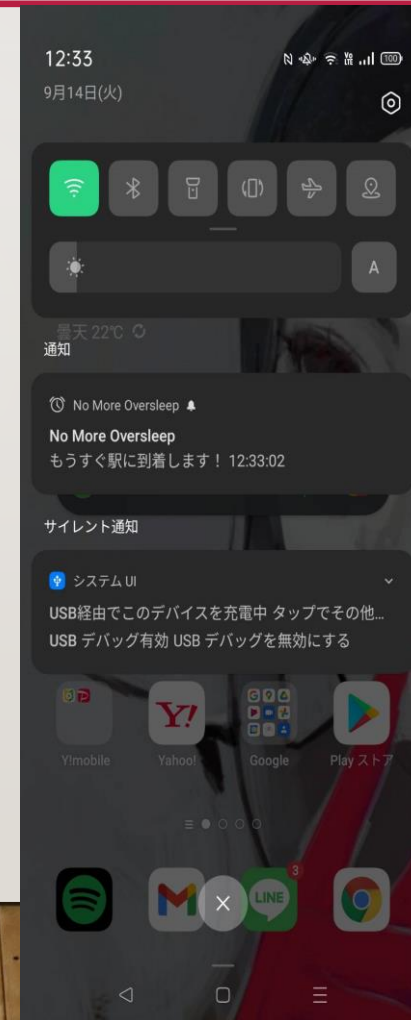 12:33
100
9月14日(火)
A
曇天 22℃
通知
No More Oversleep
No More Oversleep
もうすぐ駅に到着します！ 12:33:02
サイレント通知
システム UI
USB経由でこのデバイスを充電中 タップでその他...
USB デバッグ有効 USB デバッグを無効にする
Y!
G 9 4
Y!mobile
Yahoo!
Google
Play ストア
3
LINE